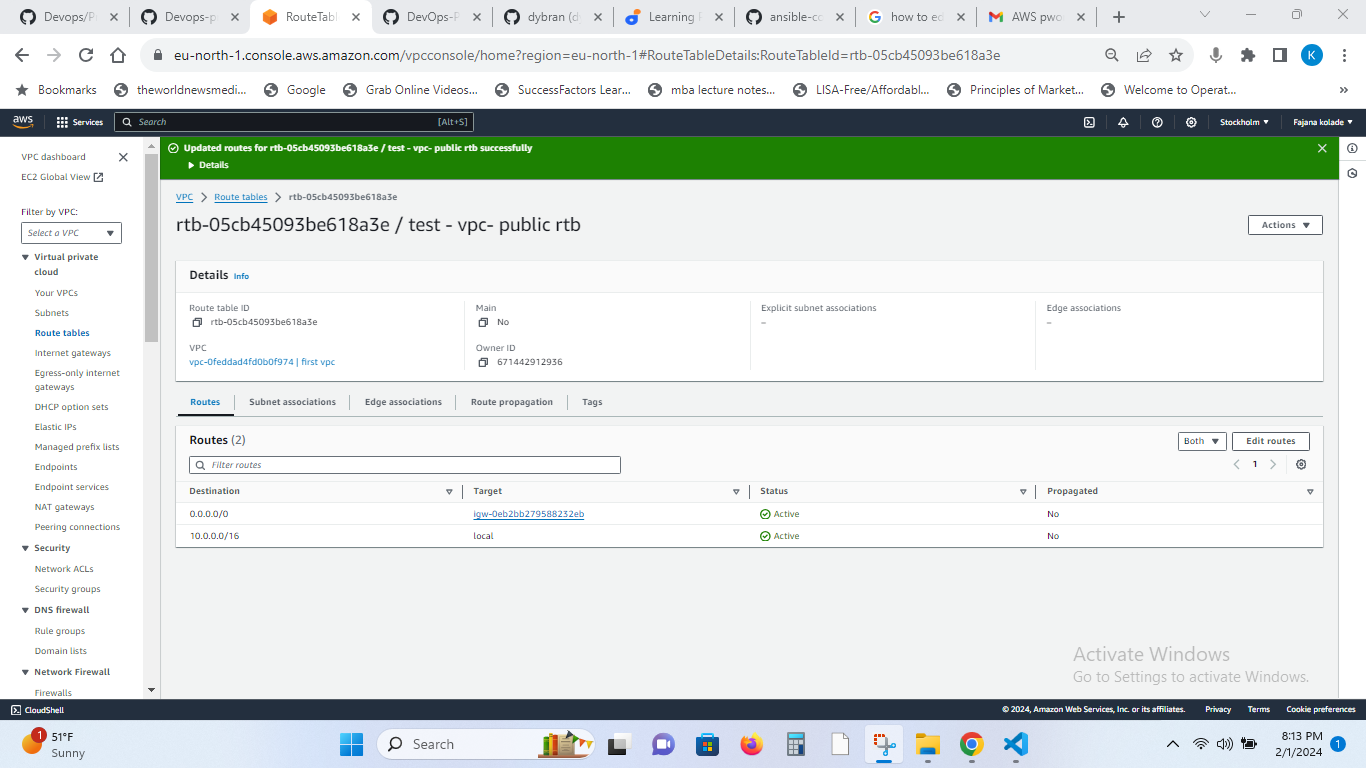 Devops/P
Devops-p
RouteTabl
DevOps-P
dybran (d
Learning
ansible-co
how to ed
AWS pwo
eu-north-1.console.aws.amazon.com/vpcconsole/home?region=eu-north-1#RouteTableDetails:RouteTableId=rtb-05cb45093be618a3e
K
Bookmarks
theworldnewsmedi...
Google
Grab Online Videos...
SuccessFactors Lear...
mba lecture notes...
LISA-Free/Affordabl...
Principles of Market...
Welcome to Operat...
»
aws
Services
Search
[Alt+S]
Stockholm
Fajana kolade
VPC dashboard
EC2 Global View
Filter by VPC:
Select a VPC
Virtual private
cloud
Your VPCs
Subnets
Route tables
Internet gateways
Egress-only internet
gateways
DHCP option sets
Elastic IPs
Managed prefix lists
Endpoints
Endpoint services
NAT gateways
Peering connections
Security
Network ACLs
Security groups
DNS firewall
Rule groups
Domain lists
Network Firewall
Firewalls
Updated routes for rtb-05cb45093be618a3e / test - vpc- public rtb successfully
Details
VPC > Route tables > rtb-05cb45093be618a3e
rtb-05cb45093be618a3e / test - vpc- public rtb
Actions
Details Info
Route table ID
rtb-05cb45093be618a3e
Main
No
Explicit subnet associations
–
Edge associations
–
VPC
vpc-0feddad4fd0b0f974 | first vpc
Owner ID
671442912936
Routes
Subnet associations
Edge associations
Route propagation
Tags
Routes (2)
Both
Edit routes
Filter routes
1
Destination Target Status Propagated
0.0.0.0/0 igw-0eb2bb279588232eb Active No
10.0.0.0/16 local Active No
Activate Windows
Go to Settings to activate Windows.
CloudShell
© 2024, Amazon Web Services, Inc. or its affiliates.
Privacy
Terms
Cookie preferences
1
51°F
Sunny
Search
8:13 PM
2/1/2024
1